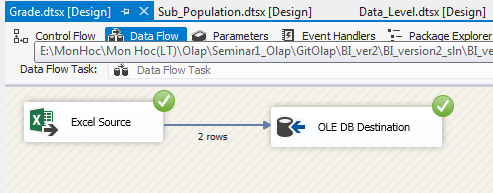 Grade.dtsx [Design] Sub_Population.dtsx [Design] Data_Level.dtsx [Design]
Control Flow Data Flow Parameters Event Handlers Package Explorer
E:\MonHoc\Mon Hoc(LT)\Olap\Seminar1_Olap\GitOlap\BI_ver2\BI_version2_sln\BI_ve
Data Flow Task: Data Flow Task
Excel Source
2 rows
OLE DB Destination